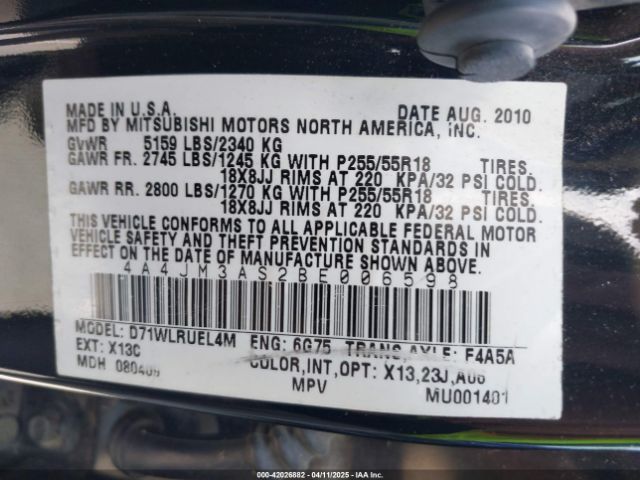 MADE IN U.S.A. DATE AUG. 2010
MFD BY MITSUBISHI MOTORS NORTH AMERICA, INC.
GVWR 5159 LBS/2340 KG
GAWR FR. 2745 LBS/1245 KG WITH P255/55R18 TIRES.
18X8JJ RIMS AT 220 KPA/32 PSI COLD.
GAWR RR. 2800 LBS/1270 KG WITH P255/55R18 TIRES.
18X8JJ RIMS AT 220 KPA/32 PSI COLD.
THIS VEHICLE CONFORMS TO ALL APPLICABLE FEDERAL MOTOR
VEHICLE SAFETY AND THEFT PREVENTION STANDARDS IN
EFFECT ON THE DATE OF MANUFACTURE SHOWN ABOVE.
4A4JM3AS2BE006598
MODEL: D71WLRUEL4M ENG: 6G75 TRANS,AXLE: F4A5A
EXT: X13C COLOR,INT,OPT: X13,23J,A06
MDH 080409 MPV MU001401
000-42026882 - 04/11/2025 - IAAI.COM